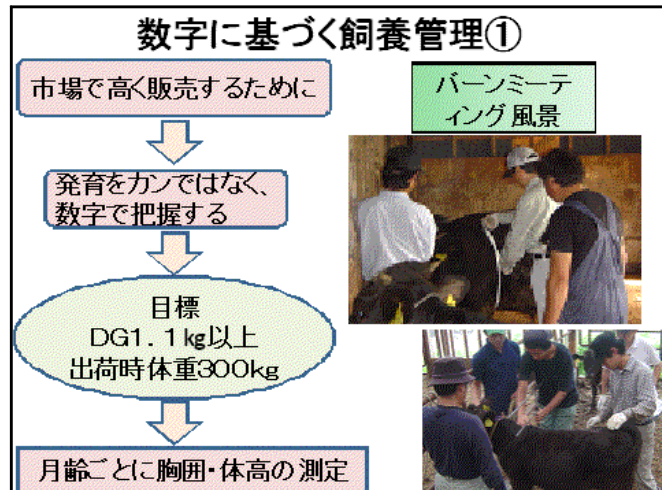 数字に基づく飼養管理①
市場で高く販売するために
発育をカンではなく、
数字で把握する
目標
DG1.1㎏以上
出荷時体重300kg
月齢ごとに胸囲・体高の測定
バーンミーテ
ィング風景